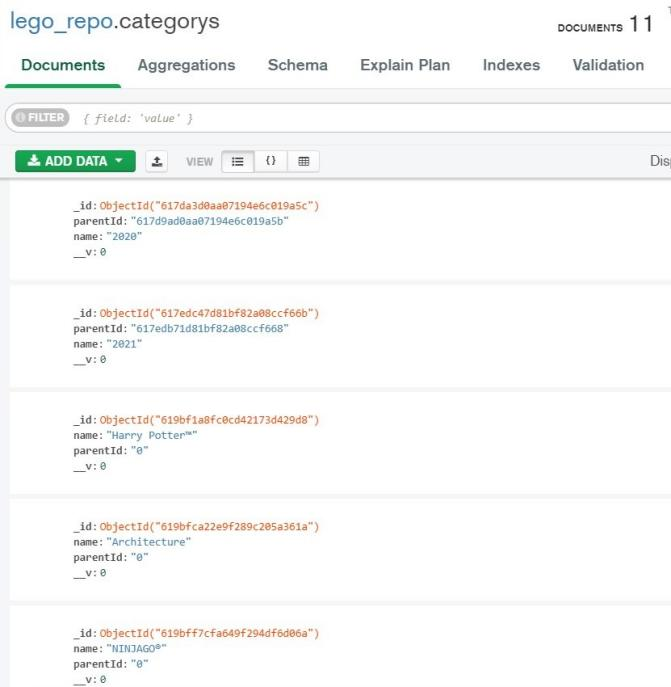 lego_repo.categorys
DOCUMENTS 11
Documents Aggregations Schema Explain Plan Indexes Validation
FILTER { field: 'value' }
ADD DATA VIEW {} Dis
_id: ObjectId("617da3d0aa07194e6c019a5c")
parentId: "617d9ad0aa07194e6c019a5b"
name: "2020"
__v: 0
_id: ObjectId("617edc47d81bf82a08ccf66b")
parentId: "617edb71d81bf82a08ccf668"
name: "2021"
__v: 0
_id: ObjectId("619bf1a8fc0cd42173d429d8")
name: "Harry Potter™"
parentId: "0"
__v: 0
_id: ObjectId("619bfca22e9f289c205a361a")
name: "Architecture"
parentId: "0"
__v: 0
_id: ObjectId("619bff7cfa649f294df6d06a")
name: "NINJAGO®"
parentId: "0"
__v: 0